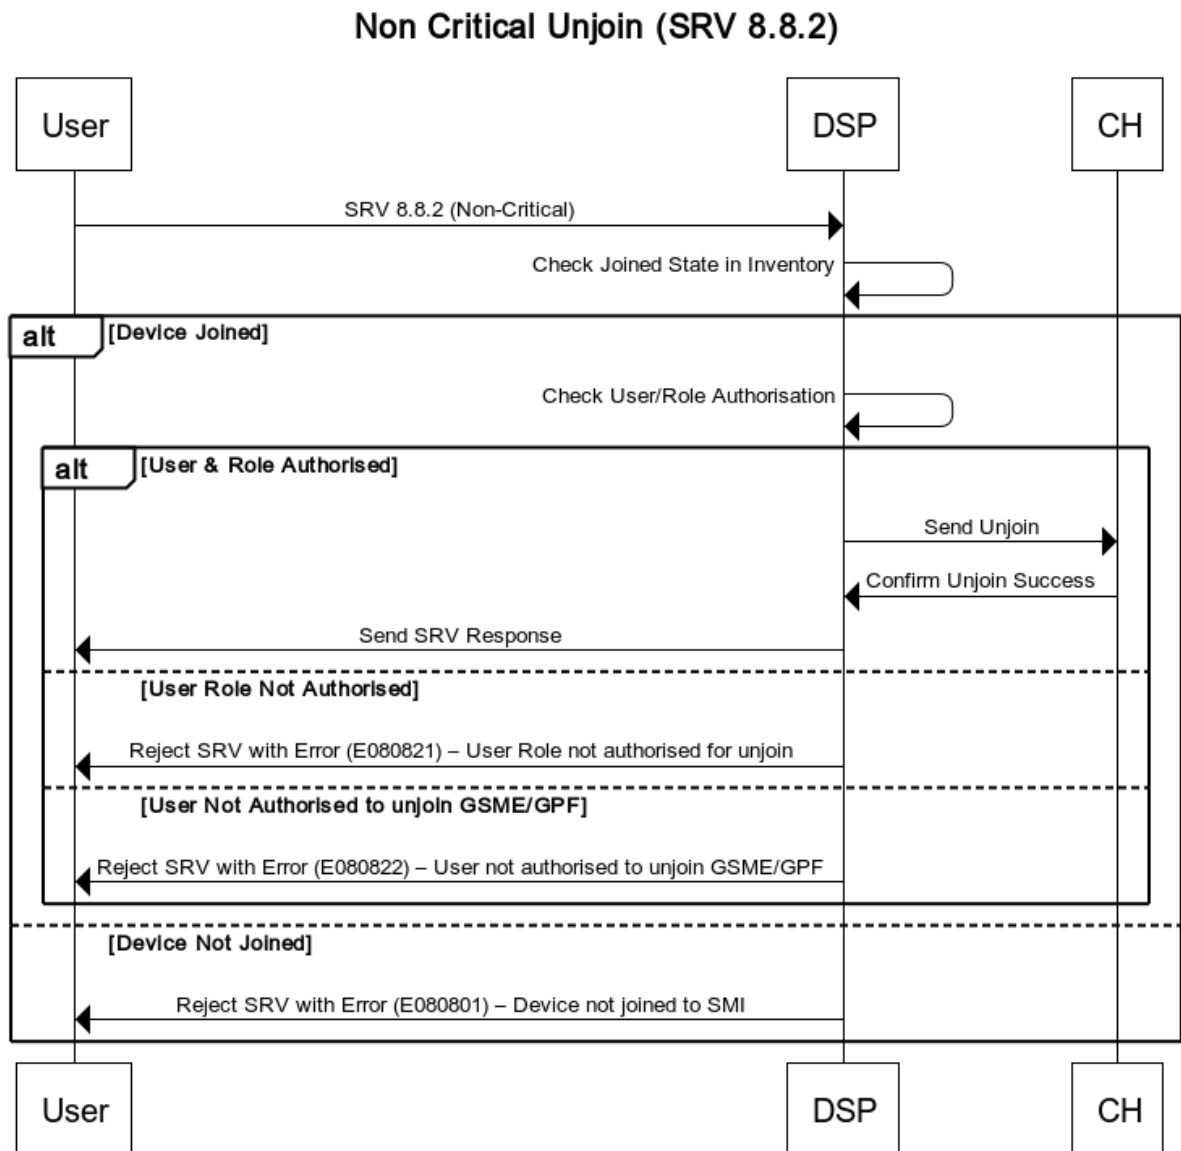 Non Critical Unjoin (SRV 8.8.2)
User
DSP
CH
SRV 8.8.2 (Non-Critical)
Check Joined State in Inventory
alt
[Device Joined]
Check User/Role Authorisation
alt
[User & Role Authorised]
Send Unjoin
Confirm Unjoin Success
Send SRV Response
[User Role Not Authorised]
Reject SRV with Error (E080821) – User Role not authorised for unjoin
[User Not Authorised to unjoin GSME/GPF]
Reject SRV with Error (E080822) – User not authorised to unjoin GSME/GPF
[Device Not Joined]
Reject SRV with Error (E080801) – Device not joined to SMI
User
DSP
CH